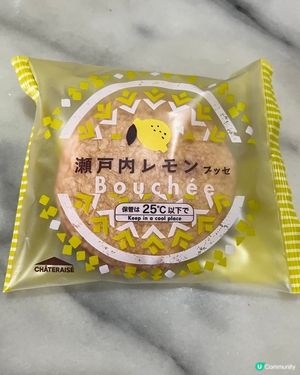 瀬戸内レモンブッセ
Bouchée
保管は25℃以下で
Keep in a cool place
CHÂTERAISÉ
U Community